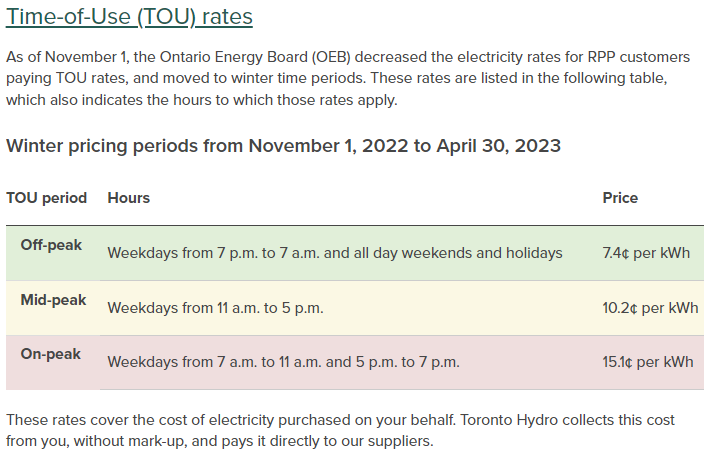 Time-of-Use (TOU) rates
As of November 1, the Ontario Energy Board (OEB) decreased the electricity rates for RPP customers
paying TOU rates, and moved to winter time periods. These rates are listed in the following table,
which also indicates the hours to which those rates apply.
Winter pricing periods from November 1, 2022 to April 30, 2023
TOU period Hours Price
Off-peak Weekdays from 7 p.m. to 7 a.m. and all day weekends and holidays 7.4¢ per kWh
Mid-peak Weekdays from 11 a.m. to 5 p.m. 10.2¢ per kWh
On-peak Weekdays from 7 a.m. to 11 a.m. and 5 p.m. to 7 p.m. 15.1¢ per kWh
These rates cover the cost of electricity purchased on your behalf. Toronto Hydro collects this cost
from you, without mark-up, and pays it directly to our suppliers.